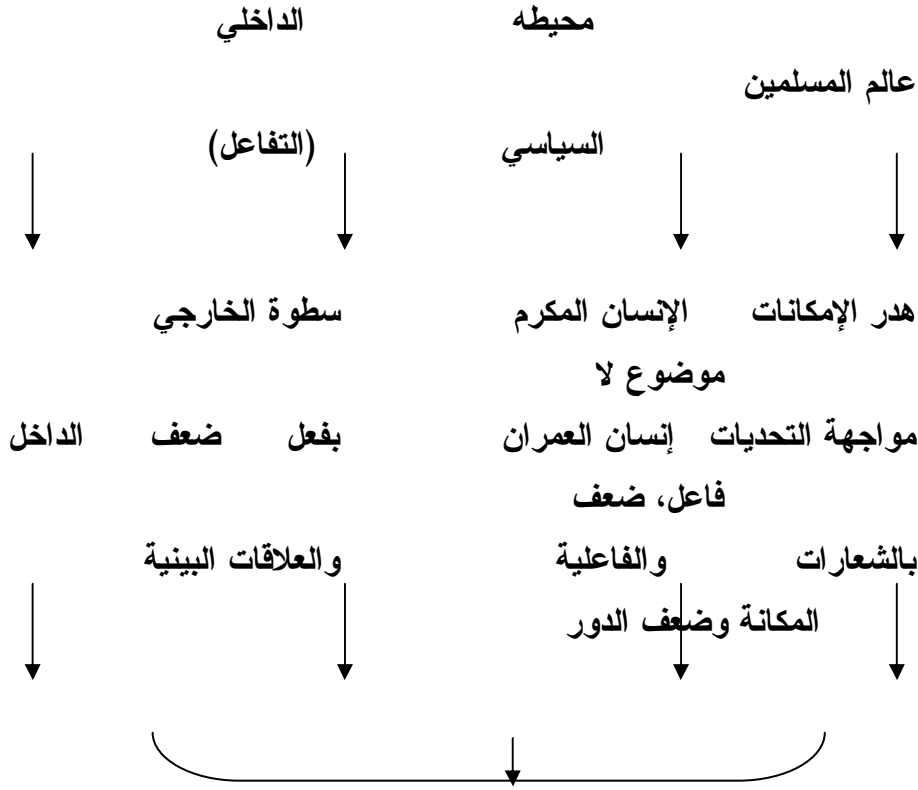 محيطه الداخلي
عالم المسلمين
السياسي (التفاعل)
هدر الإمكانات الإنسان المكرم سطوة الخارجي
موضوع لا
مواجهة التحديات إنسان العمران بفعل ضعف الداخل
فاعل، ضعف
بالشعارات والفاعلية والعلاقات البينية
المكانة وضعف الدور